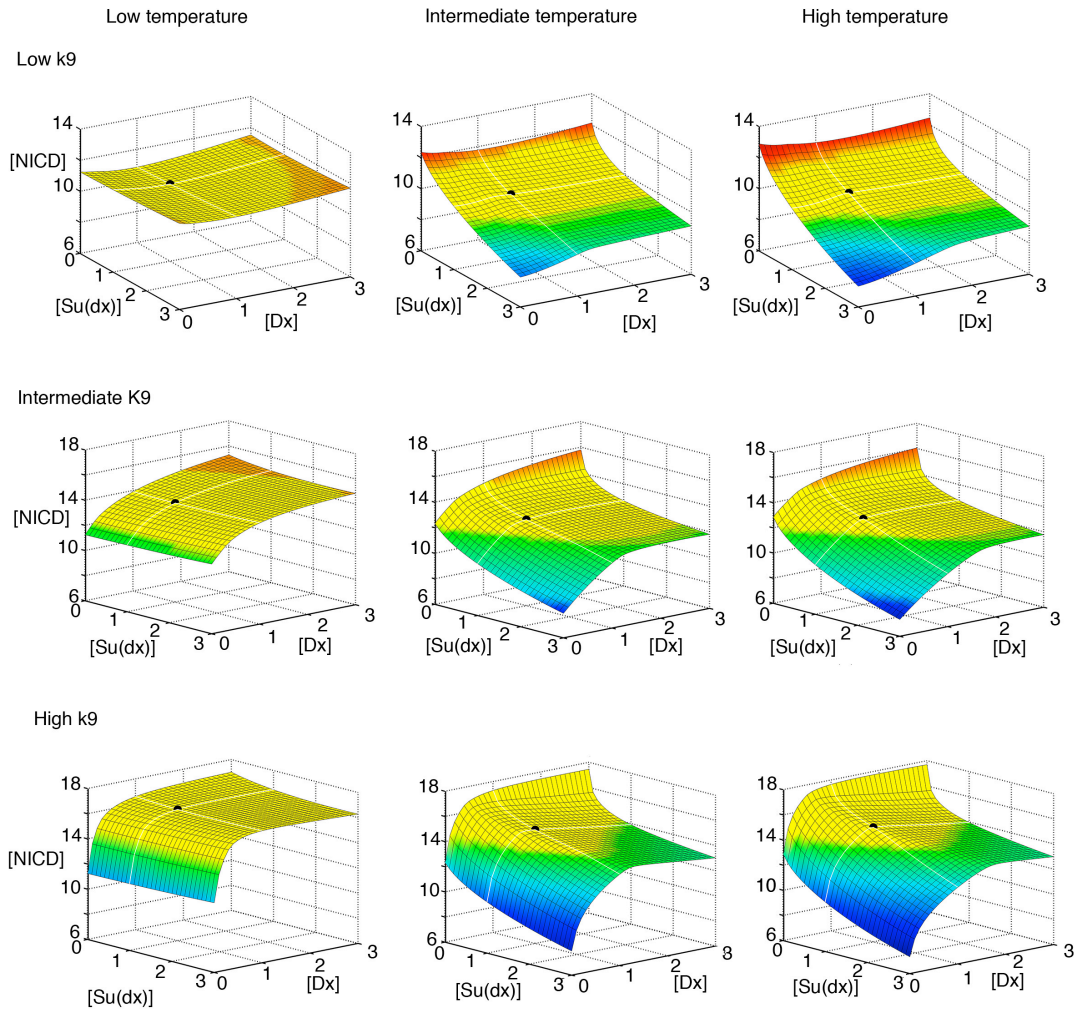 Low temperature Intermediate temperature High temperature
Low k9
14 14 14
[NICD]
10 10 10
6 6 6
0 0 0
1 1 1
2 2 2
3 3 3
0 0 0
1 1 1
2 2 2
3 3 3
[Su(dx)] [Dx] [Su(dx)] [Dx] [Su(dx)] [Dx]
Intermediate K9
18 18 18
14 14 14
[NICD]
10 10 10
6 6 6
0 0 0
1 1 1
2 2 2
3 3 3
0 0 0
1 1 1
2 2 2
3 3 3
[Su(dx)] [Dx] [Su(dx)] [Dx] [Su(dx)] [Dx]
High k9
18 18 18
14 14 14
[NICD]
10 10 10
6 6 6
0 0 0
1 1 1
2 2 2
3 3 3
0 0 0
1 1 1
2 2 2
3 3 3
[Su(dx)] [Dx] [Su(dx)] [Dx] [Su(dx)] [Dx]